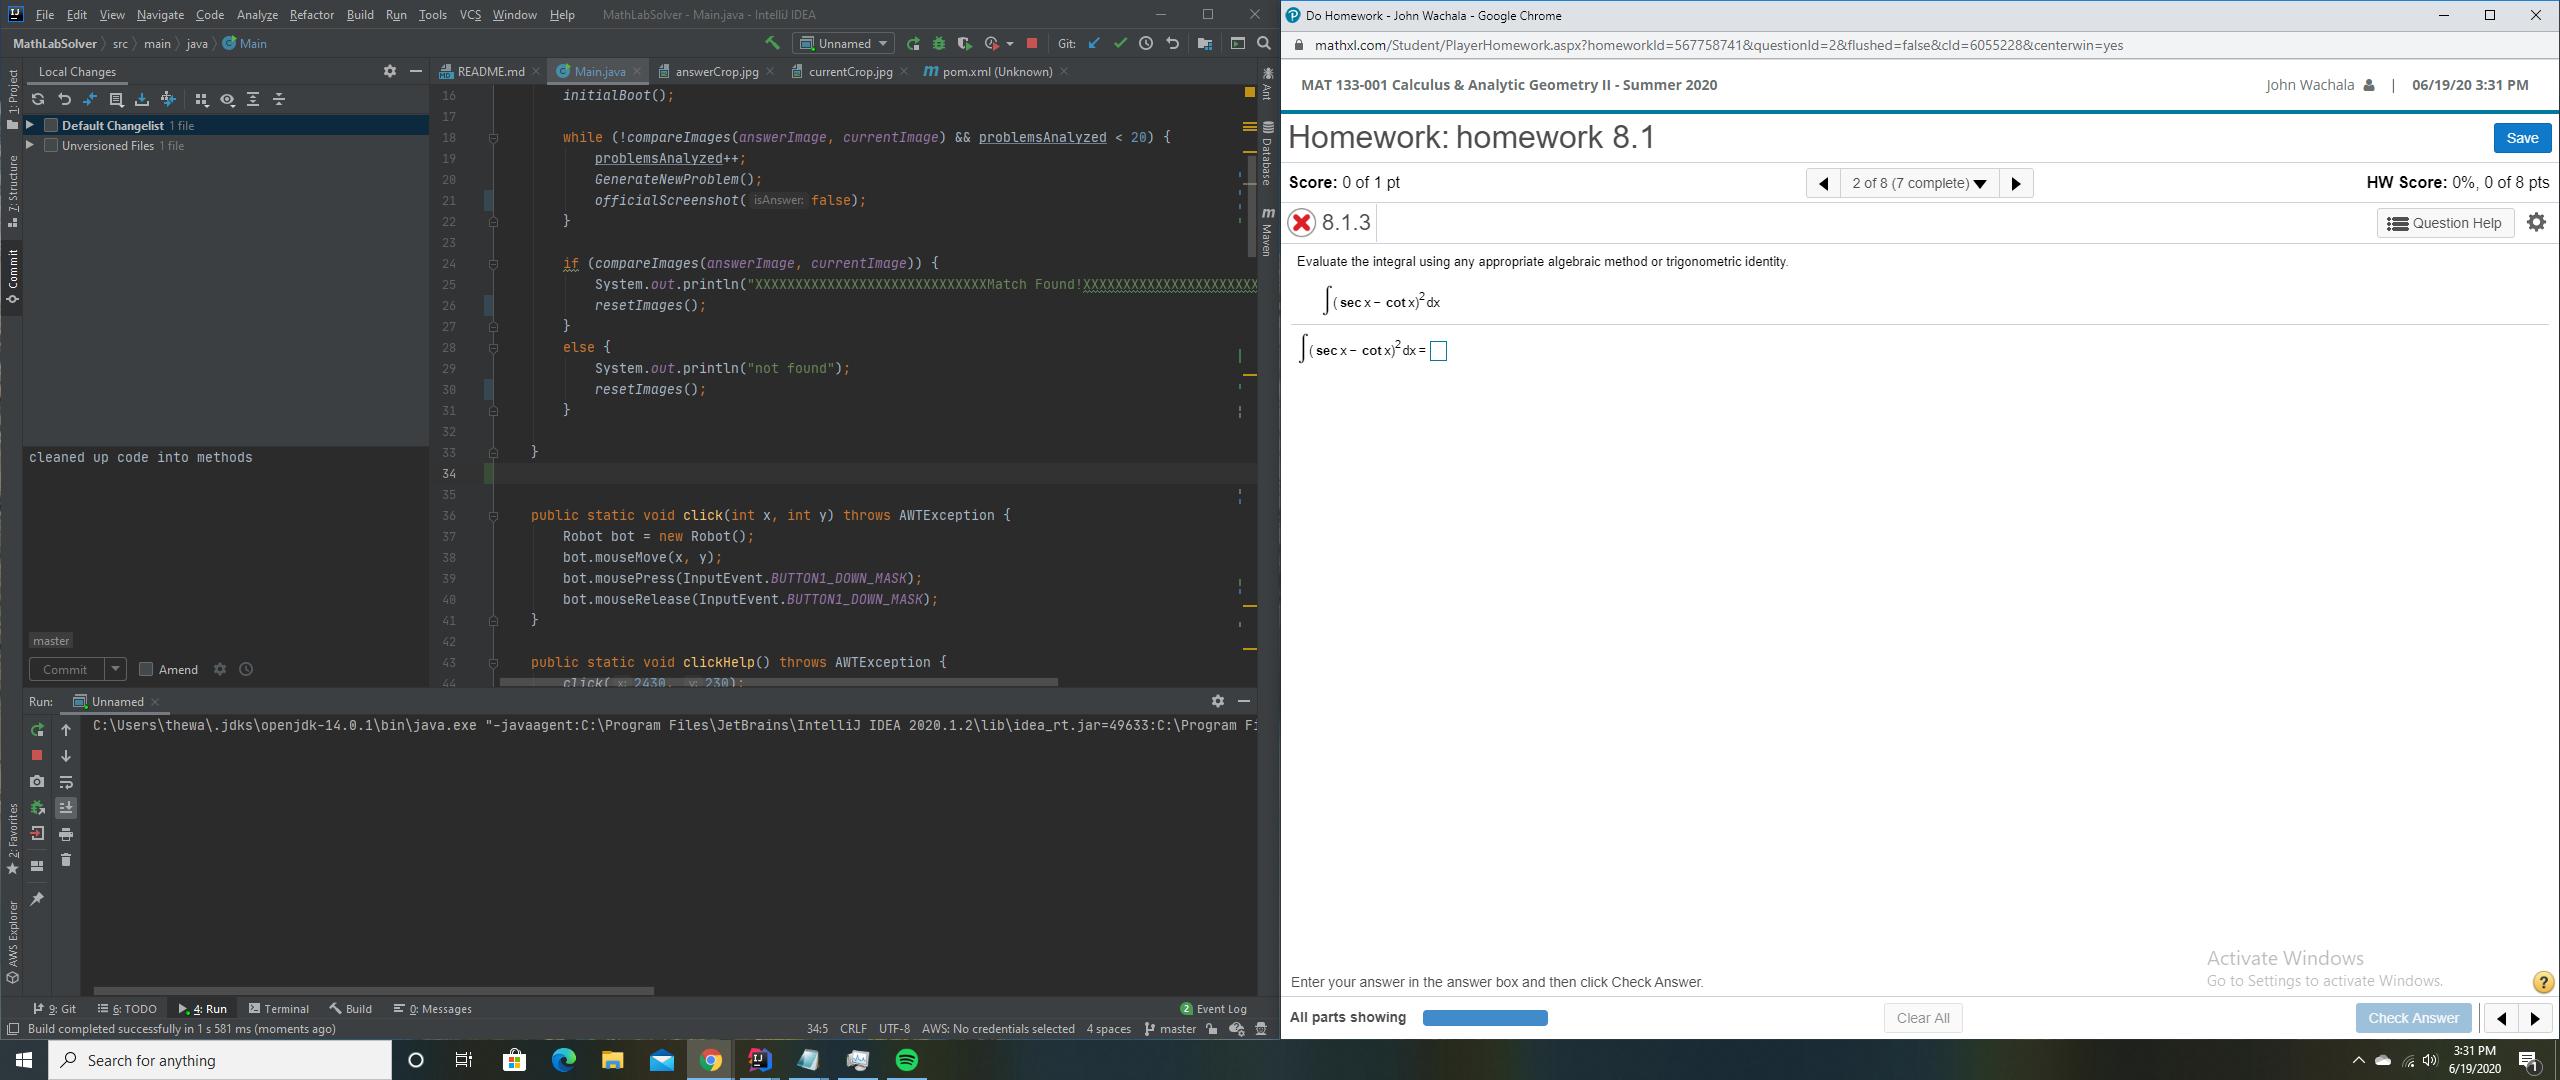 File Edit View Navigate Code Analyze Refactor Build Run Tools VCS Window Help MathLabSolver - Main.java - IntelliJ IDEA
MathLabSolver src main java Main Unnamed Git:
Local Changes
README.md Main.java answerCrop.jpg currentCrop.jpg pom.xml (Unknown)
Default Changelist 1 file
Unversioned Files 1 file
cleaned up code into methods
master
Commit Amend
1: Project
7: Structure
Commit
2: Favorites
AWS Explorer
Ant
Database
Maven
16 initialBoot();
17
18 while (!compareImages(answerImage, currentImage) && problemsAnalyzed < 20) {
19 problemsAnalyzed++;
20 GenerateNewProblem();
21 officialScreenshot( isAnswer: false);
22 }
23
24 if (compareImages(answerImage, currentImage)) {
25 System.out.println("XXXXXXXXXXXXXXXXXXXXXXXXXXXXXMatch Found!XXXXXXXXXXXXXXXXXXXXXX
26 resetImages();
27 }
28 else {
29 System.out.println("not found");
30 resetImages();
31 }
32
33 }
34
35
36 public static void click(int x, int y) throws AWTException {
37 Robot bot = new Robot();
38 bot.mouseMove(x, y);
39 bot.mousePress(InputEvent.BUTTON1_DOWN_MASK);
40 bot.mouseRelease(InputEvent.BUTTON1_DOWN_MASK);
41 }
42
43 public static void clickHelp() throws AWTException {
44 click( x: 2430, y: 230);
Run: Unnamed
C:\Users\thewa\.jdks\openjdk-14.0.1\bin\java.exe "-javaagent:C:\Program Files\JetBrains\IntelliJ IDEA 2020.1.2\lib\idea_rt.jar=49633:C:\Program Fi
9: Git 6: TODO 4: Run Terminal Build 0: Messages 2 Event Log
Build completed successfully in 1 s 581 ms (moments ago) 34:5 CRLF UTF-8 AWS: No credentials selected 4 spaces master
Do Homework - John Wachala - Google Chrome
mathxl.com/Student/PlayerHomework.aspx?homeworkId=567758741&questionId=2&flushed=false&cId=6055228&centerwin=yes
MAT 133-001 Calculus & Analytic Geometry II - Summer 2020 John Wachala | 06/19/20 3:31 PM
Homework: homework 8.1 Save
Score: 0 of 1 pt 2 of 8 (7 complete) HW Score: 0%, 0 of 8 pts
8.1.3 Question Help
Evaluate the integral using any appropriate algebraic method or trigonometric identity.
∫(sec x − cot x)² dx
∫(sec x − cot x)² dx =
Activate Windows
Go to Settings to activate Windows.
Enter your answer in the answer box and then click Check Answer. ?
All parts showing Clear All Check Answer
Search for anything
3:31 PM
6/19/2020
1